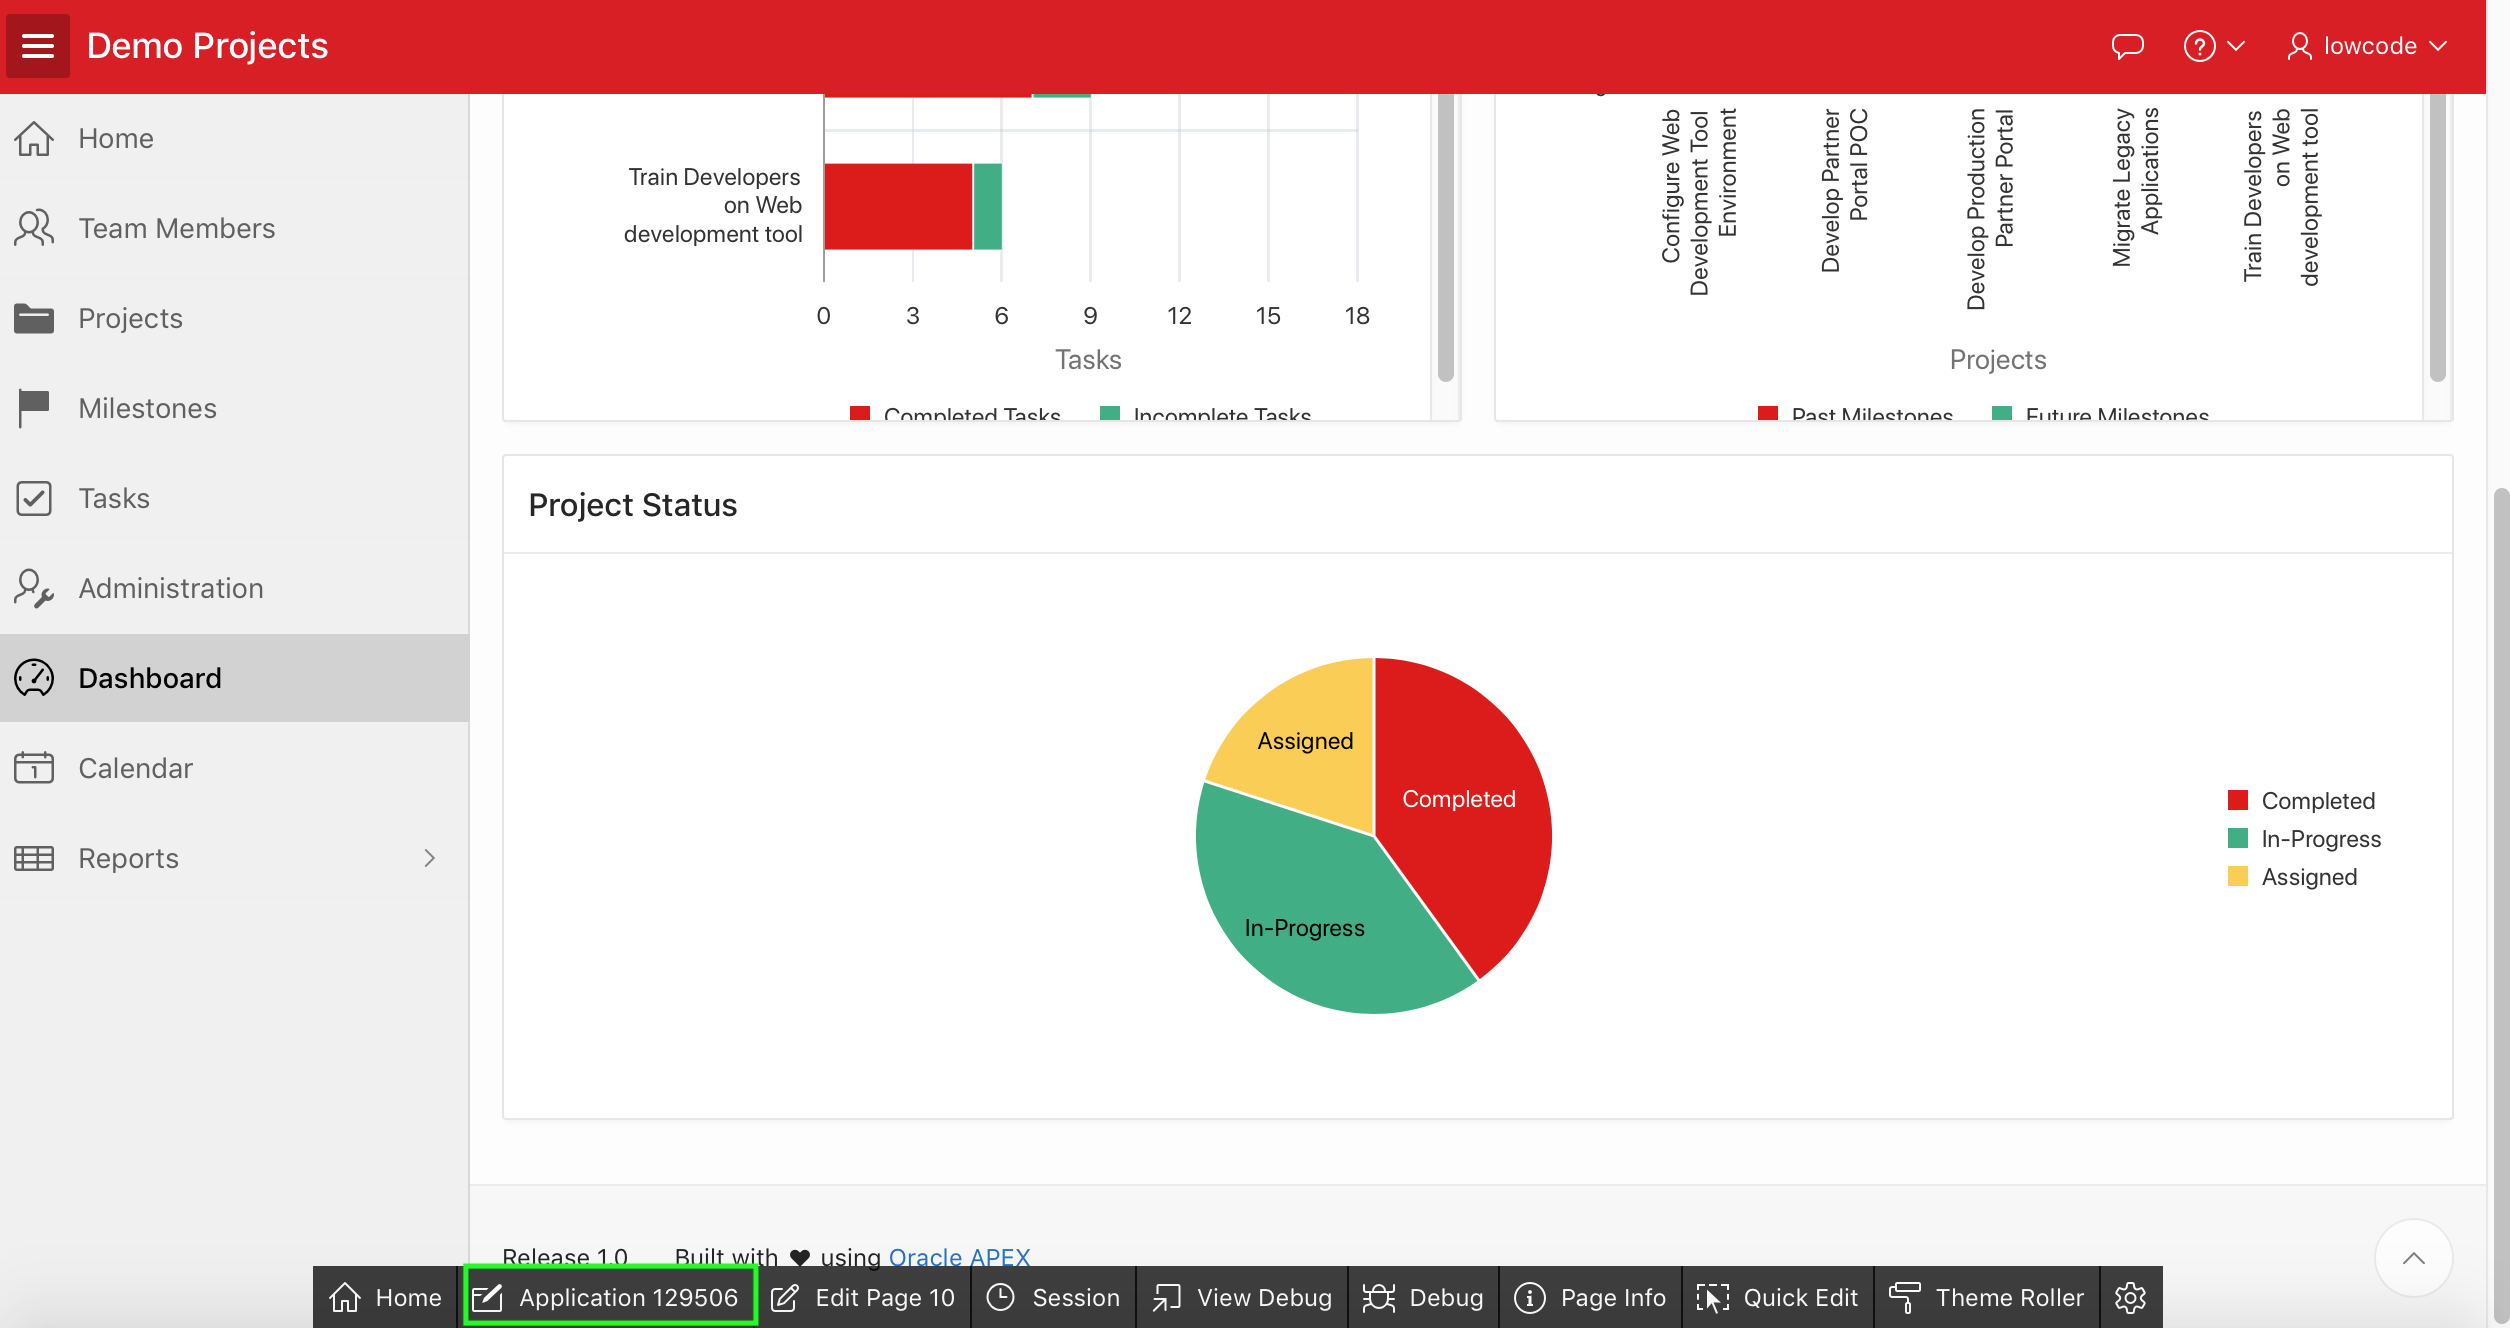 Demo Projects
lowcode
Home
Team Members
Projects
Milestones
Tasks
Administration
Dashboard
Calendar
1
Reports
Train Developers
on Web
development tool
0 3 6 9 12 15 18
Tasks
Completed Tasks Incomplete Tasks
Configure Web
Development Tool
Environment
Develop Partner
Portal POC
Develop Production
Partner Portal
Migrate Legacy
Applications
Train Developers
on Web
development tool
Projects
Past Milestones Future Milestones
Project Status
Assigned
Completed
In-Progress
Completed
In-Progress
Assigned
Release 1.0 Built with ♥ using Oracle APEX
Home Application 129506 Edit Page 10 Session View Debug Debug Page Info Quick Edit Theme Roller